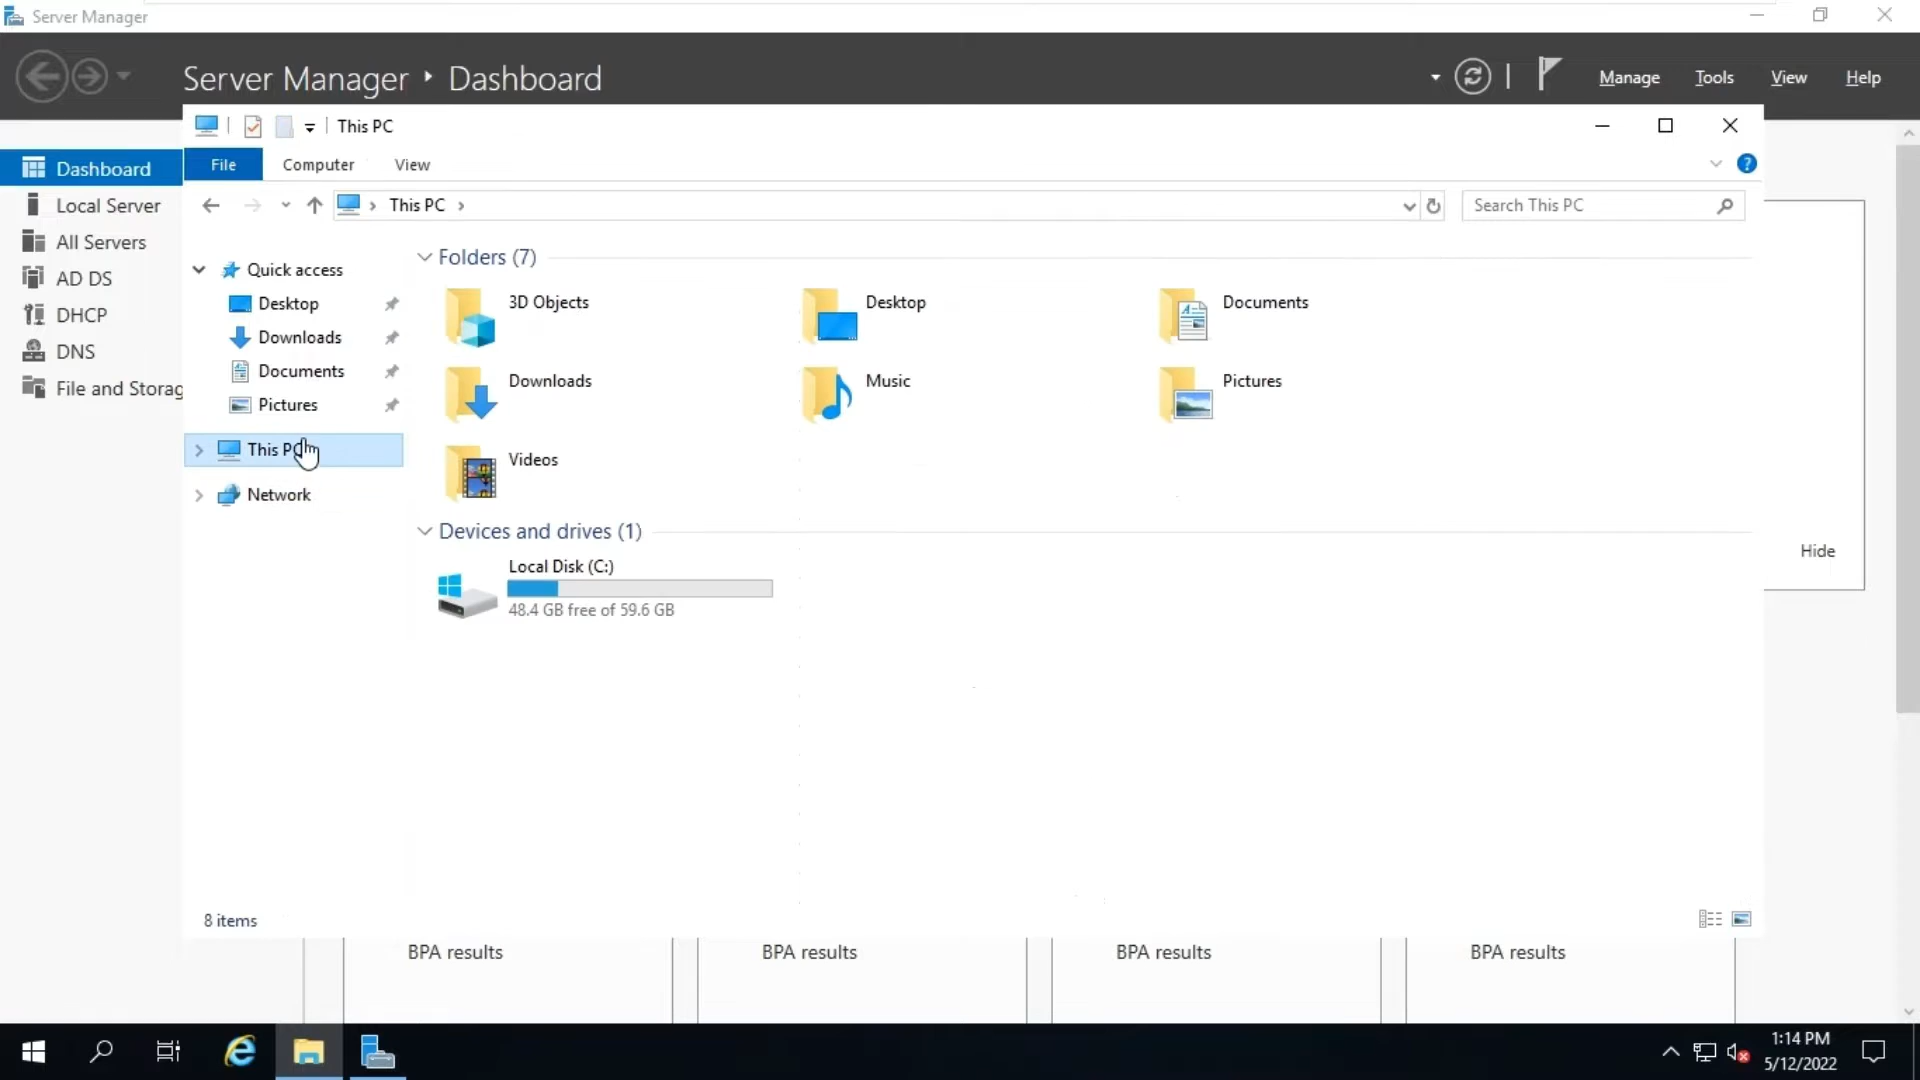 Server Manager
Server Manager Dashboard
Manage Tools View Help
This PC
File Computer View
This PC
Search This PC
Dashboard
Local Server
All Servers
AD DS
DHCP
DNS
File and Storag
Quick access
Desktop
Downloads
Documents
Pictures
This PC
Network
Folders (7)
3D Objects
Desktop
Documents
Downloads
Music
Pictures
Videos
Devices and drives (1)
Local Disk (C:)
48.4 GB free of 59.6 GB
Hide
8 items
BPA results
BPA results
BPA results
BPA results
1:14 PM
5/12/2022